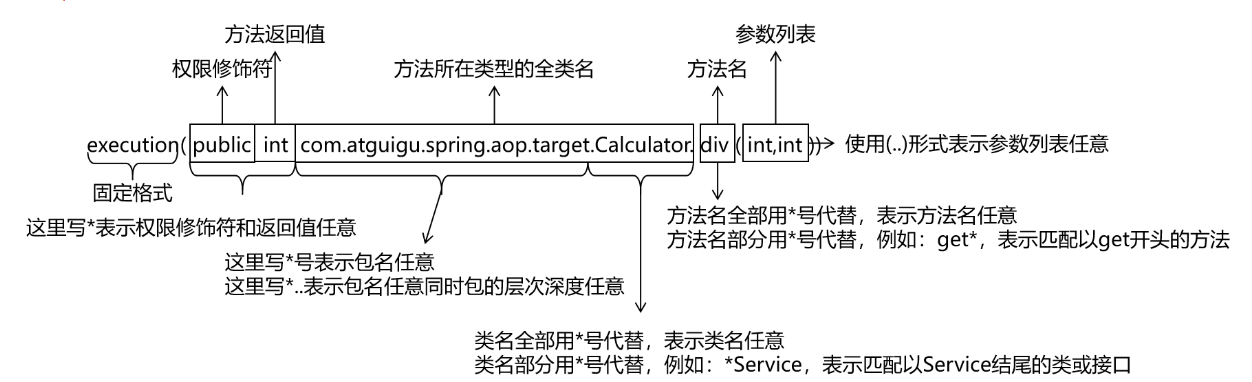 方法返回值
参数列表
权限修饰符
方法所在类型的全类名
方法名
execution(public int com.atguigu.spring.aop.target.Calculator.div(int,int)) 使用(..)形式表示参数列表任意
固定格式
这里写*表示权限修饰符和返回值任意
方法名全部用*号代替，表示方法名任意
方法名部分用*号代替，例如：get*，表示匹配以get开头的方法
这里写*号表示包名任意
这里写*..表示包名任意同时包的层次深度任意
类名全部用*号代替，表示类名任意
类名部分用*号代替，例如：*Service，表示匹配以Service结尾的类或接口